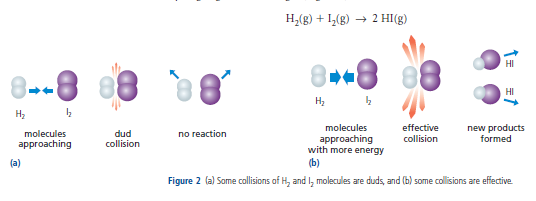 H₂(g) + I₂(g) → 2 HI(g)
HI
HI
H₂
I₂
H₂
I₂
molecules
approaching
dud
collision
no reaction
molecules
approaching
with more energy
effective
collision
new products
formed
(a)
(b)
Figure 2 (a) Some collisions of H₂ and I₂ molecules are duds, and (b) some collisions are effective.